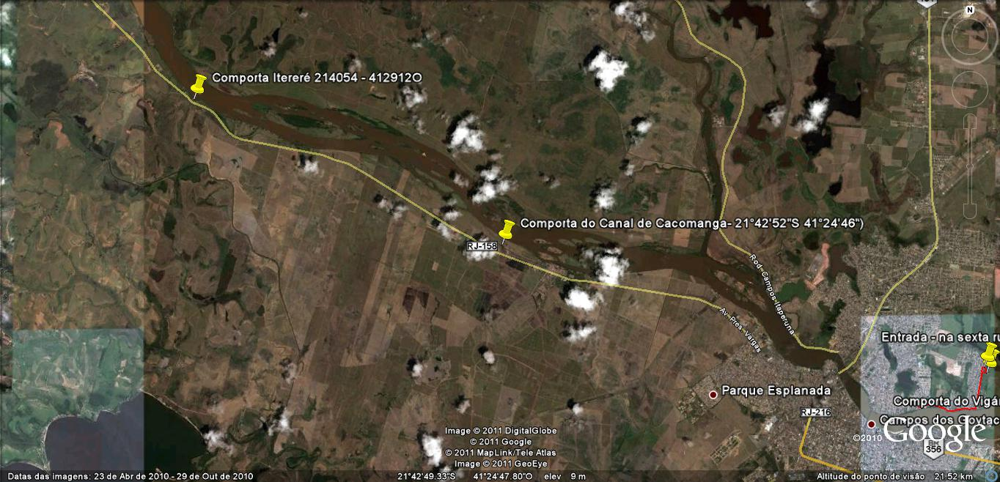 N
Comporta Itereré 214054 - 412912O
Comporta do Canal de Cacomanga- 21°42'52"S 41°24'46")
RJ-158
Rod. Campos Itaperuna
Av. Pres. Vargas
Entrada - na sexta ru
Parque Esplanada
Comporta do Vigár
RJ-216
Campos dos Goytac
©2010 Google
BR
356
Image © 2011 DigitalGlobe
© 2011 Google
© 2011 MapLink/Tele Atlas
Image © 2011 GeoEye
Datas das imagens: 23 de Abr de 2010 - 29 de Out de 2010
21°42'49.33"S 41°24'47.80"O elev 9 m
Altitude do ponto de visão 21.52 km